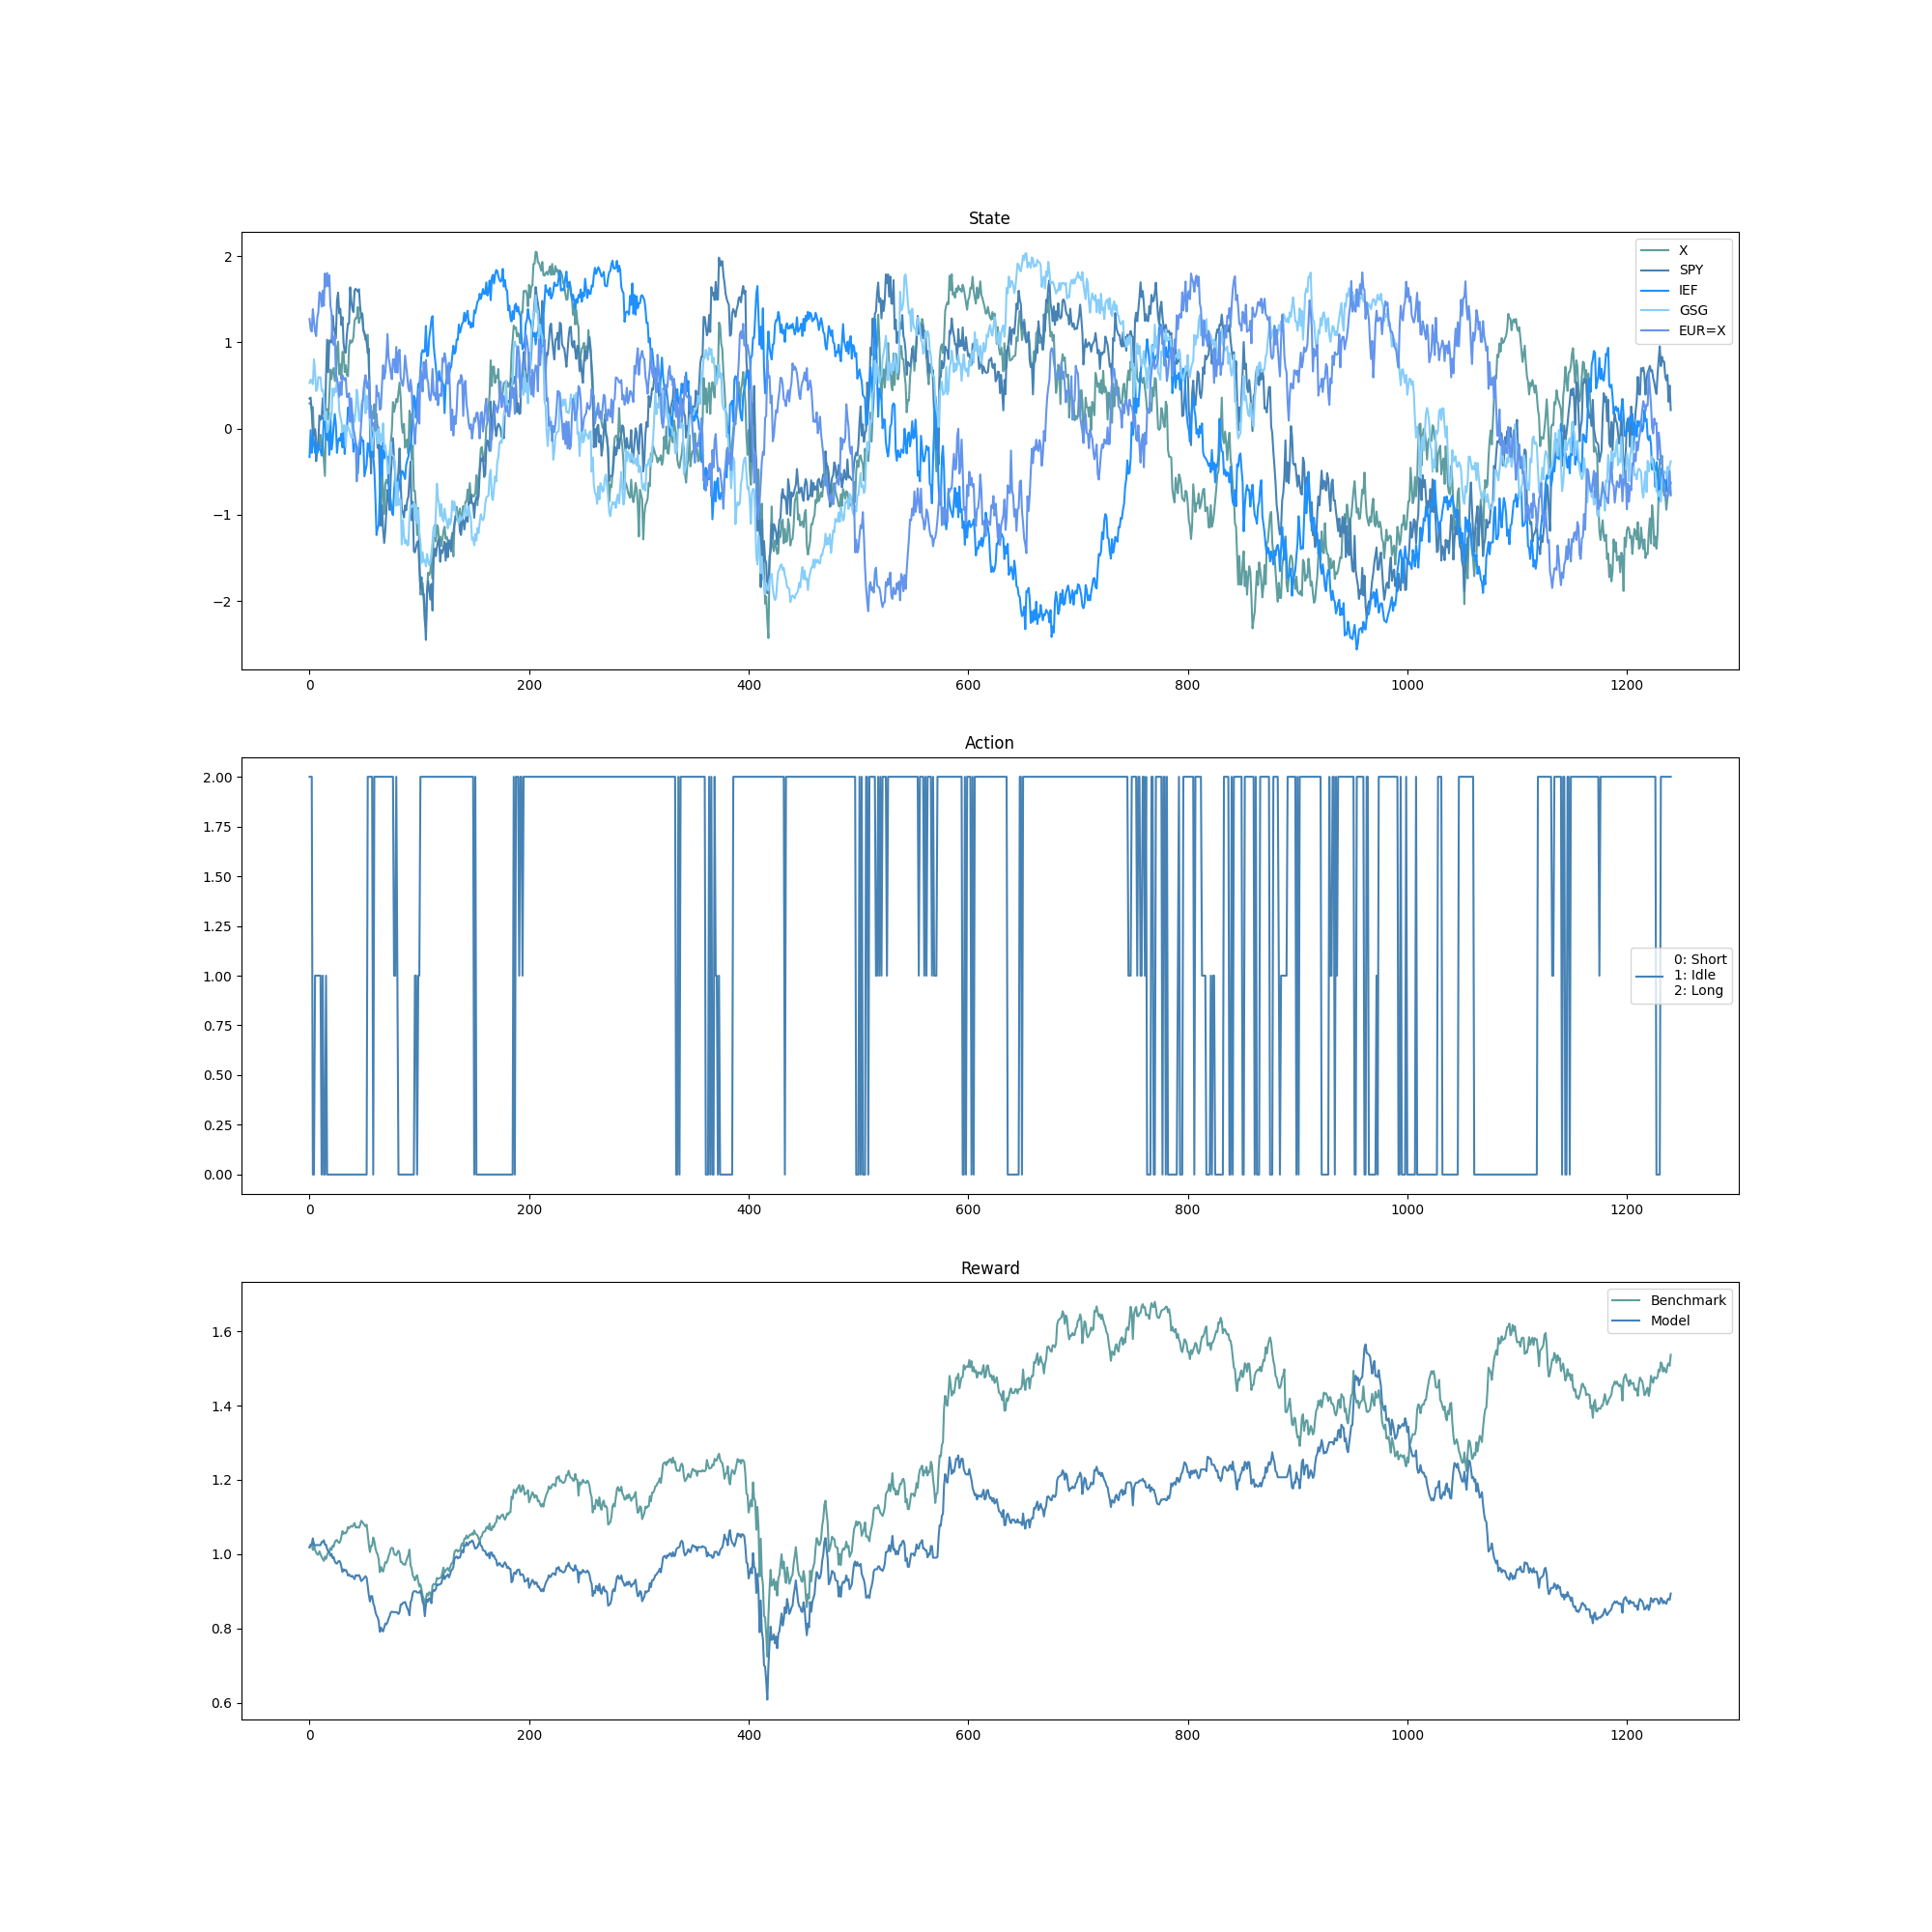 State
2
1
0
−1
−2
X
SPY
IEF
GSG
EUR=X
0 200 400 600 800 1000 1200
Action
2.00
1.75
1.50
1.25
1.00
0.75
0.50
0.25
0.00
0: Short
1: Idle
2: Long
0 200 400 600 800 1000 1200
Reward
1.6
1.4
1.2
1.0
0.8
0.6
Benchmark
Model
0 200 400 600 800 1000 1200